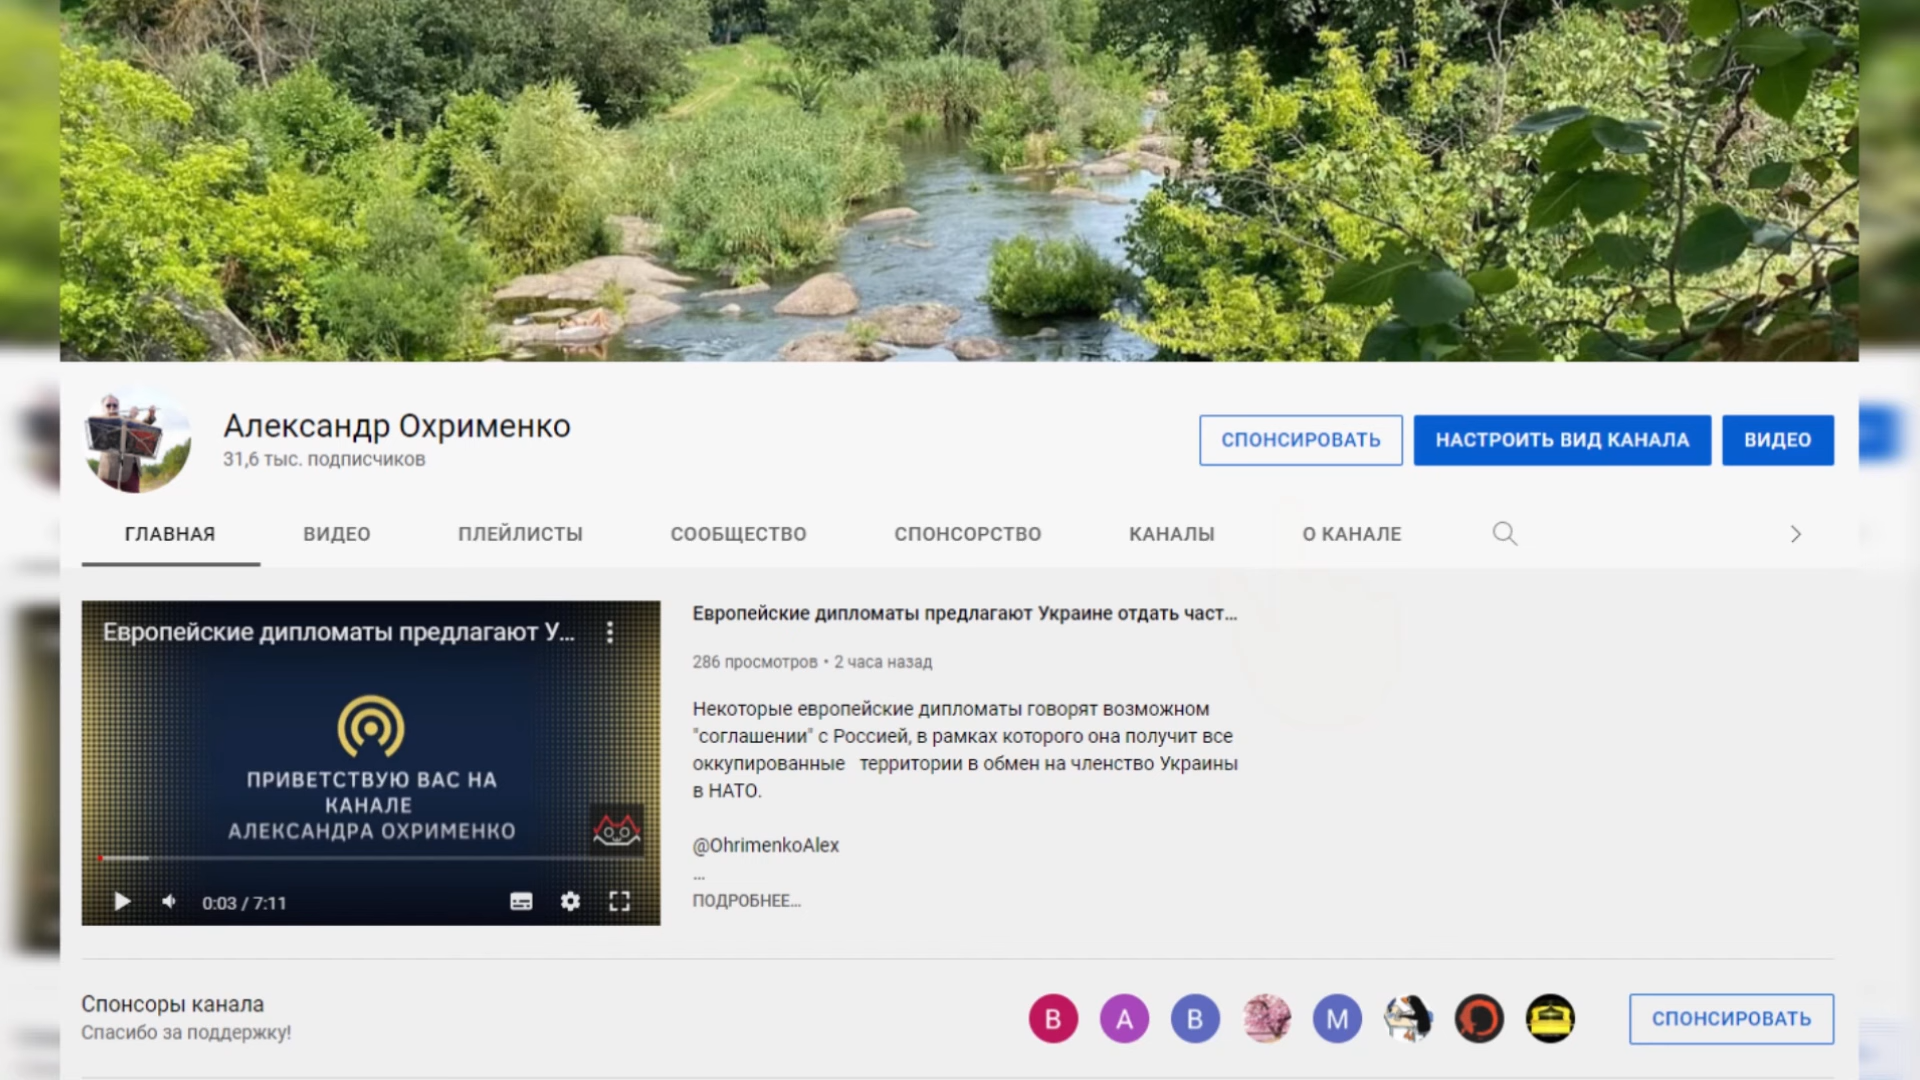 Александр Охрименко
31,6 тыс. подписчиков
СПОНСИРОВАТЬ
НАСТРОИТЬ ВИД КАНАЛА
ВИДЕО
ГЛАВНАЯ
ВИДЕО
ПЛЕЙЛИСТЫ
СООБЩЕСТВО
СПОНСОРСТВО
КАНАЛЫ
О КАНАЛЕ
Европейские дипломаты предлагают У...
ПРИВЕТСТВУЮ ВАС НА
КАНАЛЕ
АЛЕКСАНДРА ОХРИМЕНКО
0:03 / 7:11
Европейские дипломаты предлагают Украине отдать част...
286 просмотров • 2 часа назад
Некоторые европейские дипломаты говорят возможном
"соглашении" с Россией, в рамках которого она получит все
оккупированные территории в обмен на членство Украины
в НАТО.
@OhrimenkoAlex
...
ПОДРОБНЕЕ...
Спонсоры канала
Спасибо за поддержку!
В
А
В
М
СПОНСИРОВАТЬ